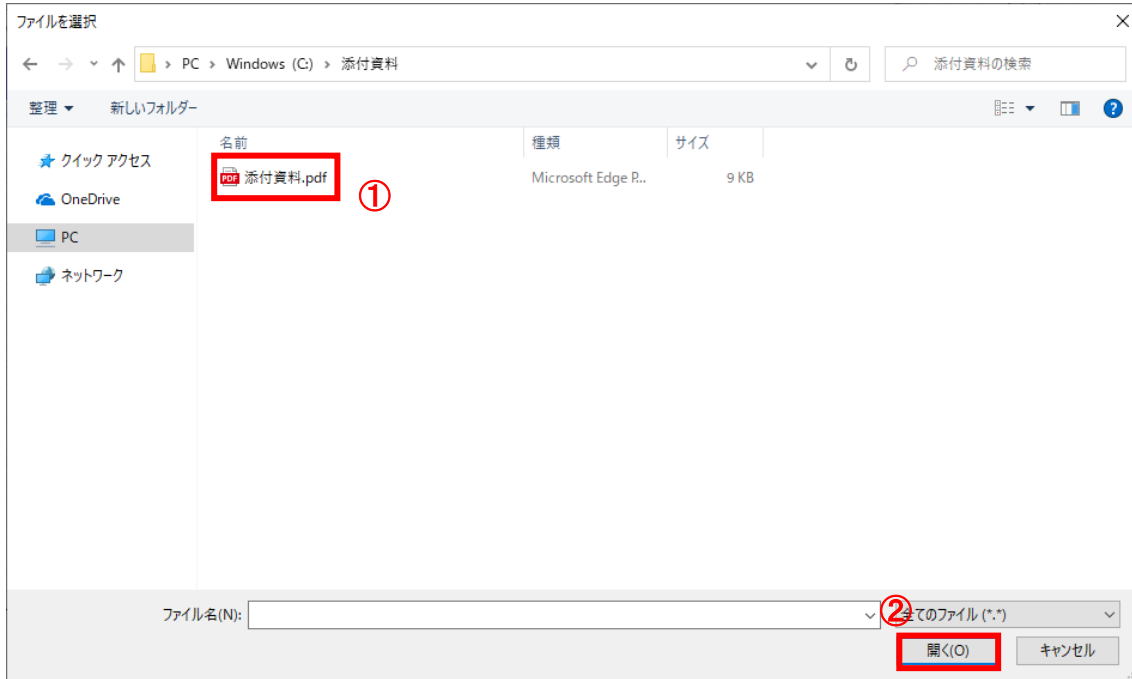 ファイルを選択
PC › Windows (C:) › 添付資料
添付資料の検索
整理 新しいフォルダー
名前 種類 サイズ
クイック アクセス
PDF 添付資料.pdf Microsoft Edge P... 9 KB
①
OneDrive
PC
ネットワーク
ファイル名(N):
②
全てのファイル (*.*)
開く(O) キャンセル